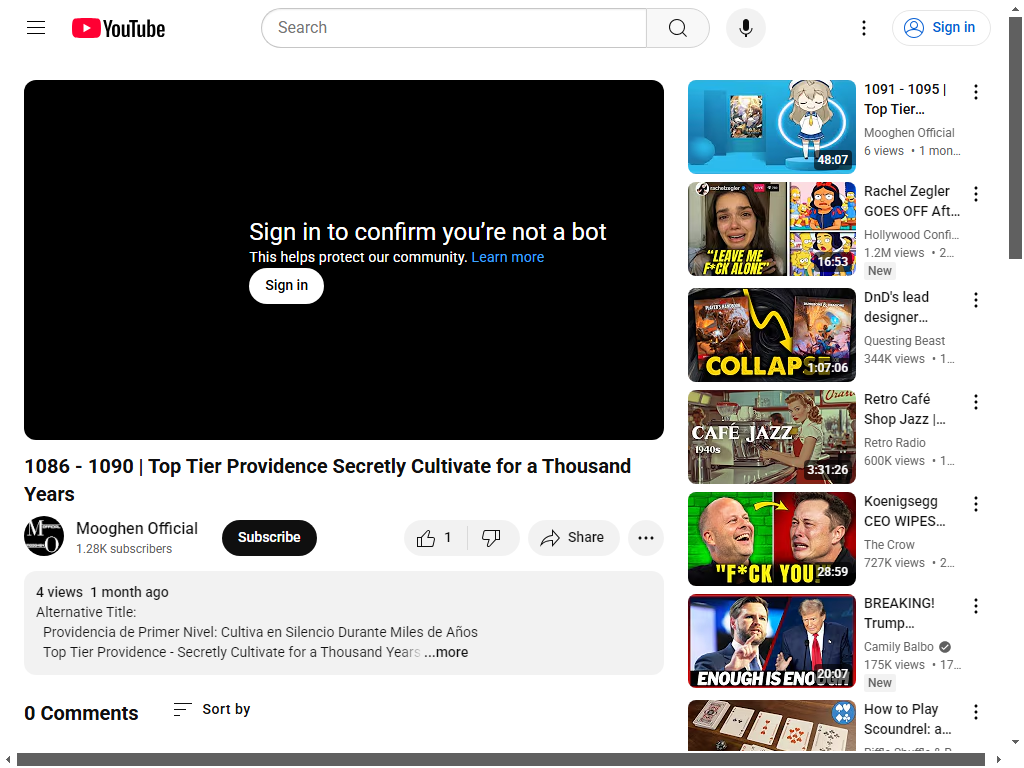 YouTube
Search
Sign in
Sign in to confirm you’re not a bot
This helps protect our community. Learn more
Sign in
1086 - 1090 | Top Tier Providence Secretly Cultivate for a Thousand
Years
Mooghen Official
1.28K subscribers
Subscribe
1
Share
4 views 1 month ago
Alternative Title:
Providencia de Primer Nivel: Cultiva en Silencio Durante Miles de Años
Top Tier Providence - Secretly Cultivate for a Thousand Years ...more
0 Comments
Sort by
48:07
1091 - 1095 |
Top Tier...
Mooghen Official
6 views • 1 mon...
rachelzegler
LIVE
"LEAVE ME
F*CK ALONE"
16:53
Rachel Zegler
GOES OFF Aft...
Hollywood Confi...
1.2M views • 2...
New
COLLAPSE
1:07:06
DnD's lead
designer...
Questing Beast
344K views • 1...
CAFÉ JAZZ
1940s
3:31:26
Retro Café
Shop Jazz |...
Retro Radio
600K views • 1...
"F*CK YOU!"
28:59
Koenigsegg
CEO WIPES...
The Crow
727K views • 2...
ENOUGH IS ENOUGH
20:07
BREAKING!
Trump...
Camily Balbo
175K views • 17...
New
How to Play
Scoundrel: a...